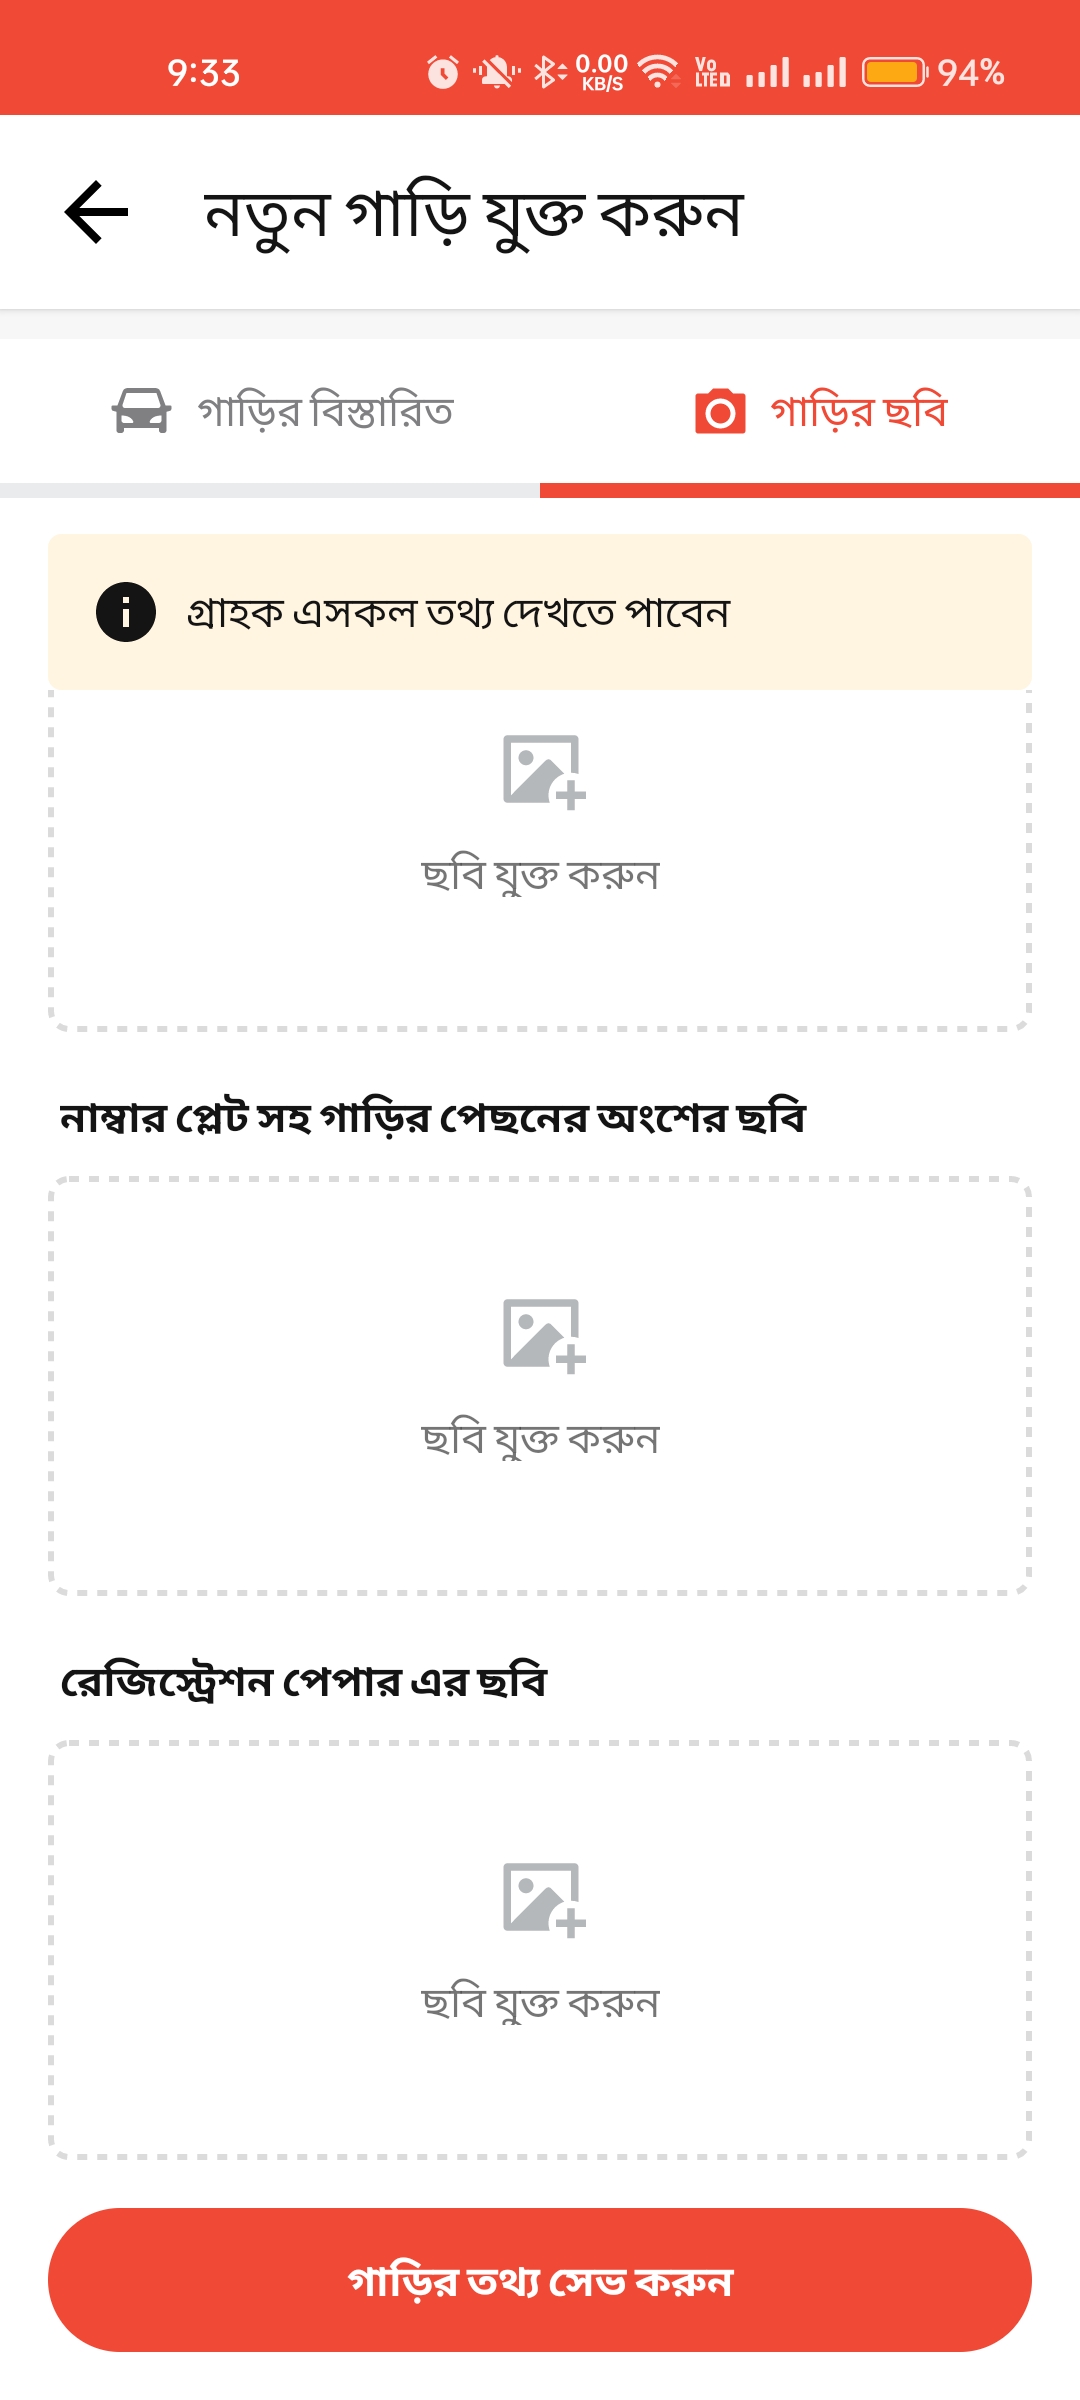 9:33 0.00 KB/S Vo LTE D 94%
নতুন গাড়ি যুক্ত করুন
গাড়ির বিস্তারিত গাড়ির ছবি
গ্রাহক এসকল তথ্য দেখতে পাবেন
ছবি যুক্ত করুন
নাম্বার প্লেট সহ গাড়ির পেছনের অংশের ছবি
ছবি যুক্ত করুন
রেজিস্ট্রেশন পেপার এর ছবি
ছবি যুক্ত করুন
গাড়ির তথ্য সেভ করুন